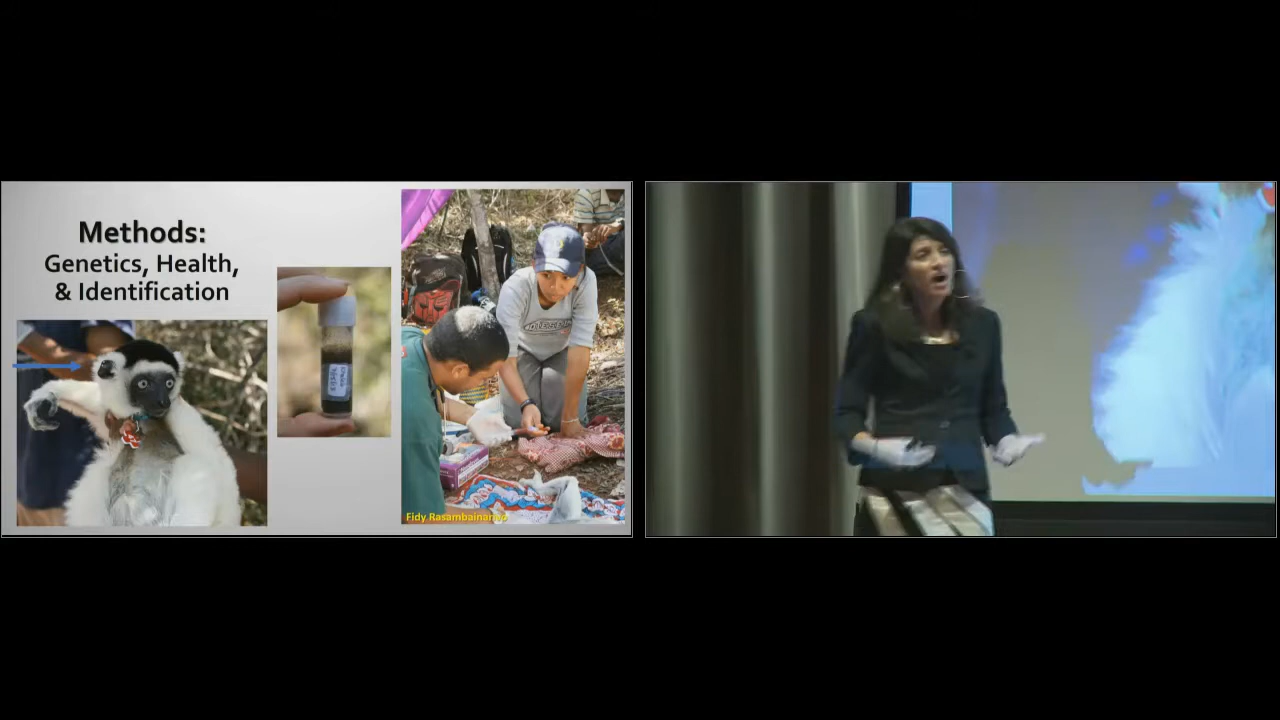 Methods:
Genetics, Health,
& Identification
Fidy Rasambainarivo